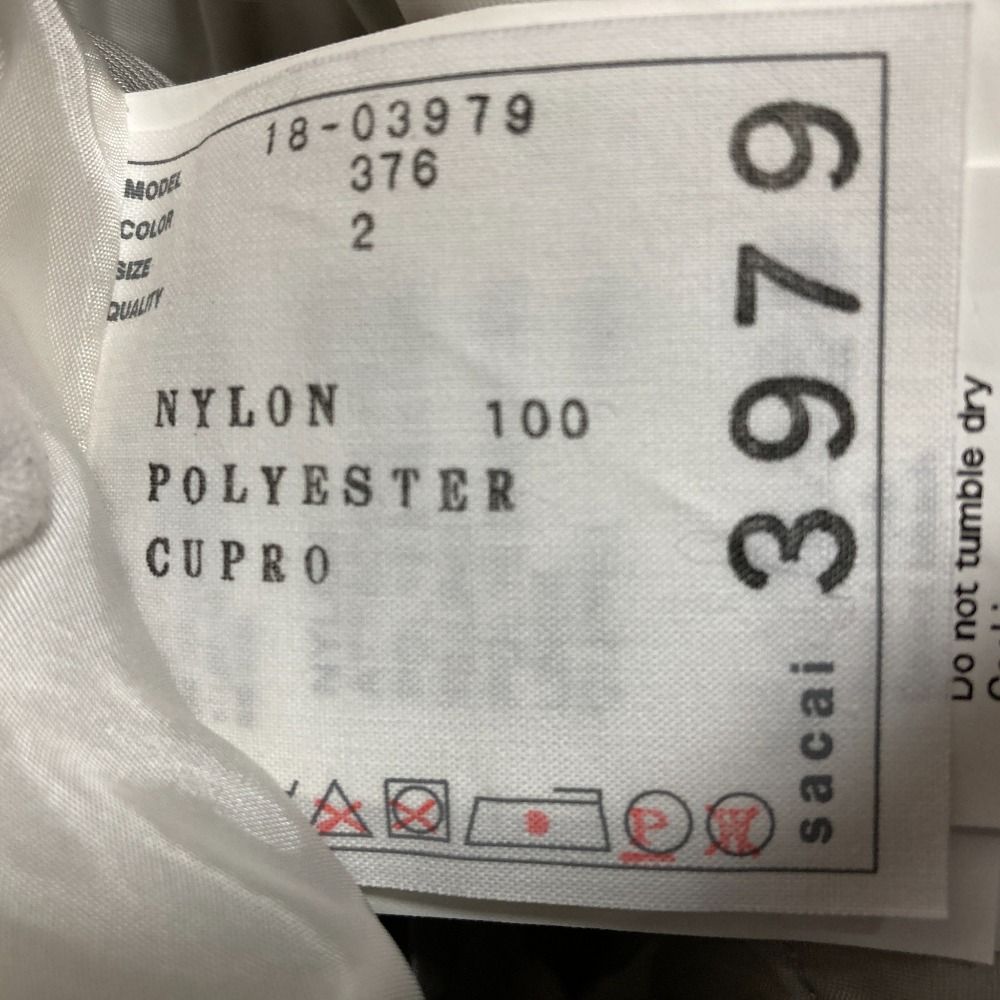 18-03979
MODEL 376
COLOR 2
SIZE
QUALITY
NYLON 100
POLYESTER
CUPRO
P
W
sacai 3979
Do not tumble dry